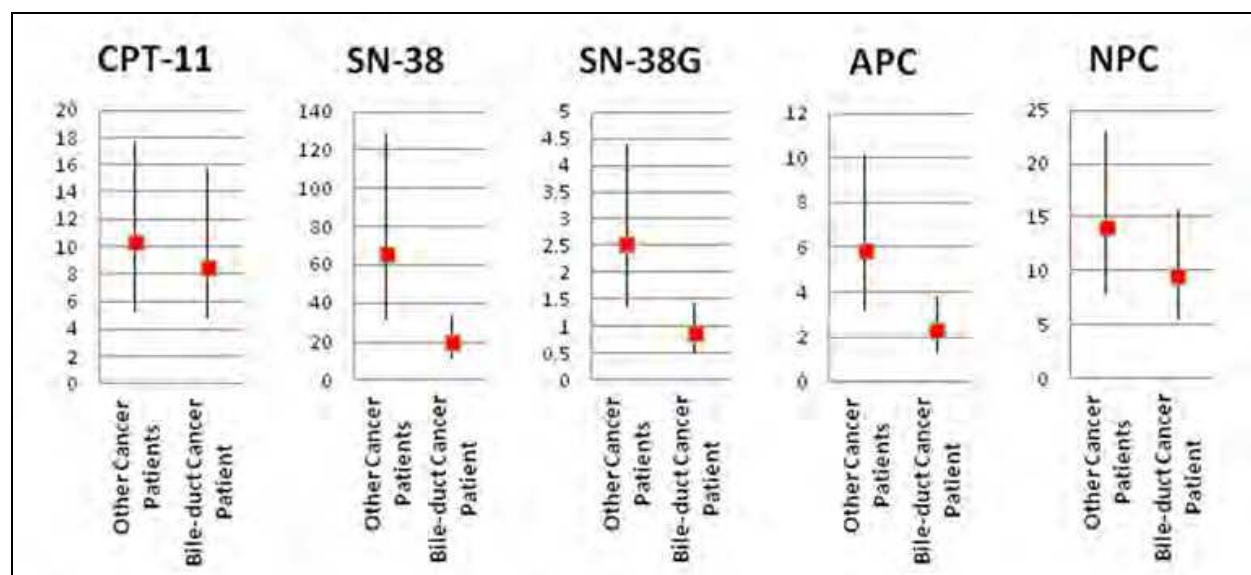 CPT-11
20
18
16
14
12
10
8
6
4
2
0
Other Cancer
Patients
Bile-duct Cancer
Patient
SN-38
140
120
100
80
60
40
20
0
Other Cancer
Patients
Bile-duct Cancer
Patient
SN-38G
5
4.5
4
3.5
3
2.5
2
1.5
1
0.5
0
Other Cancer
Patients
Bile-duct Cancer
Patient
APC
12
10
8
6
4
2
0
Other Cancer
Patients
Bile-duct Cancer
Patient
NPC
25
20
15
10
5
0
Other Cancer
Patients
Bile-duct Cancer
Patient